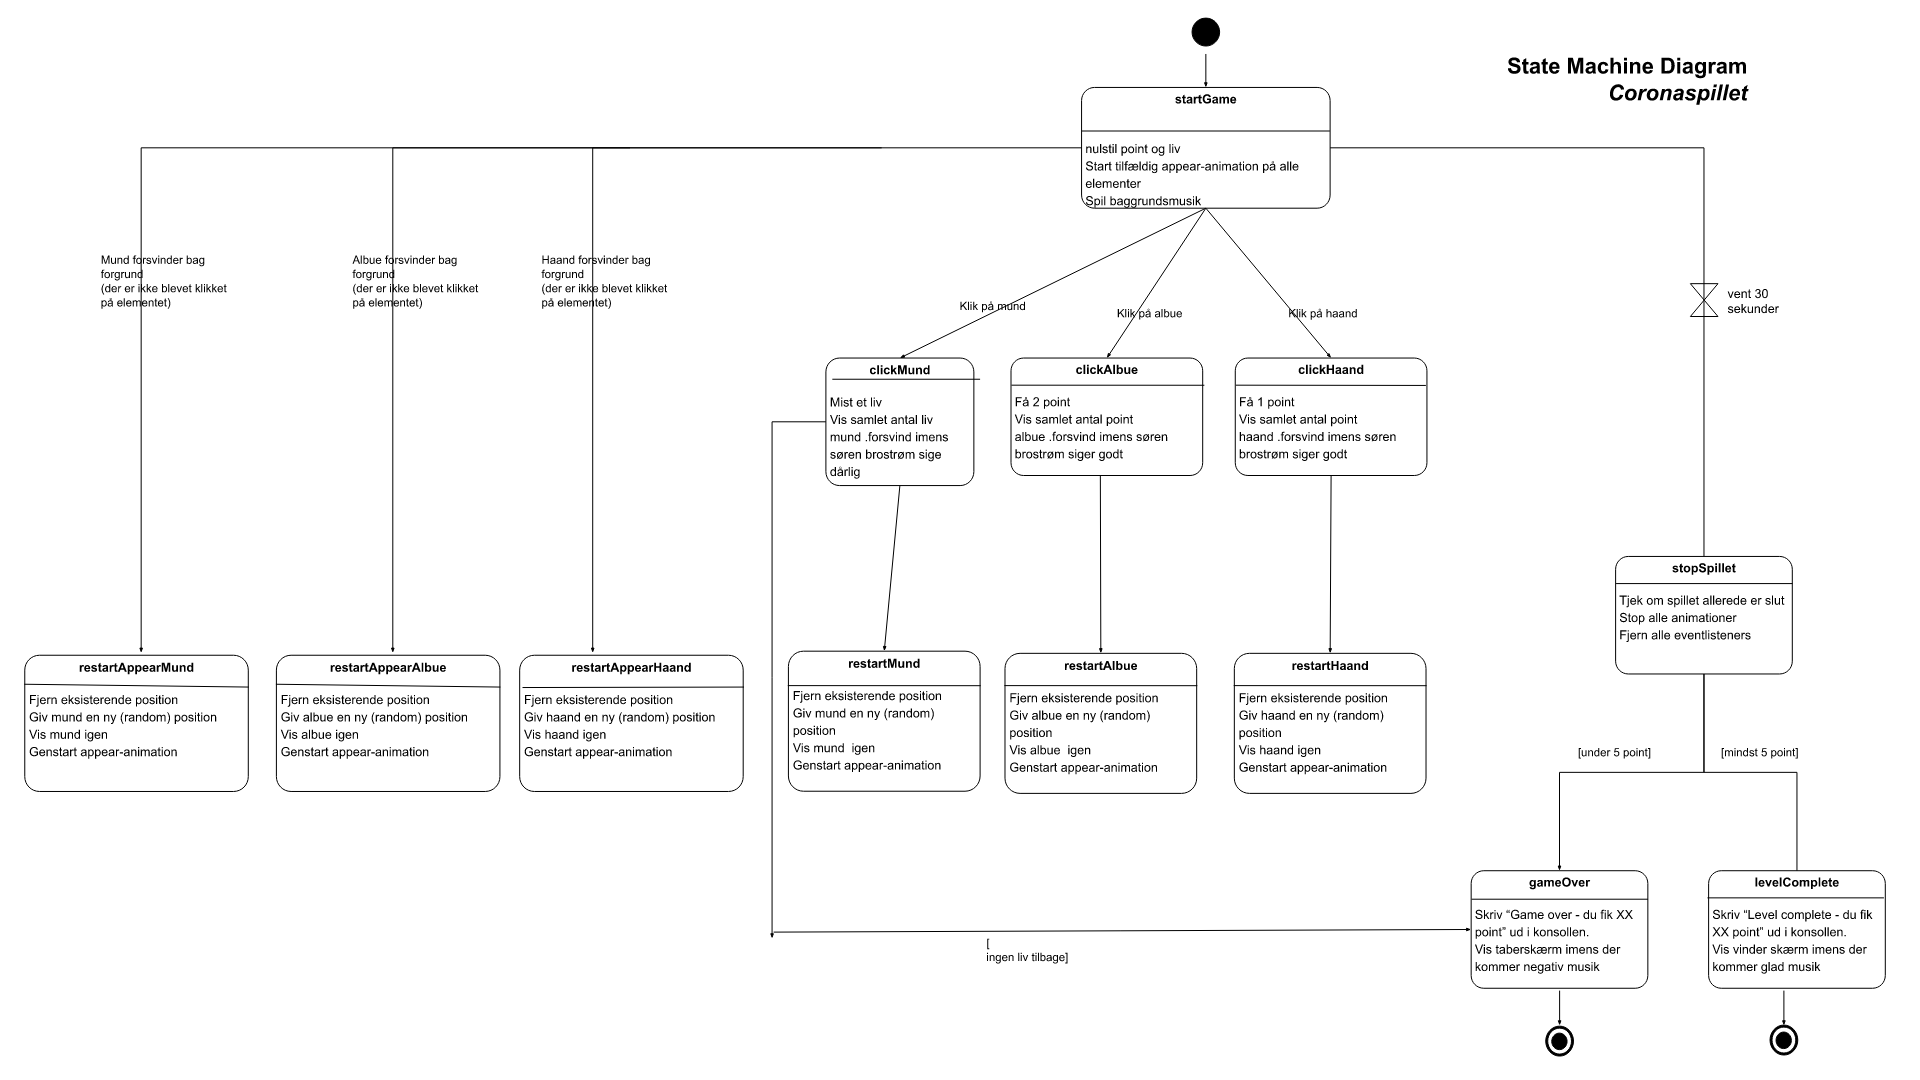 State Machine Diagram
Coronaspillet
startGame
nulstil point og liv
Start tilfældig appear-animation på alle
elementer
Spil baggrundsmusik
Mund forsvinder bag
forgrund
(der er ikke blevet klikket
på elementet)
Albue forsvinder bag
forgrund
(der er ikke blevet klikket
på elementet)
Haand forsvinder bag
forgrund
(der er ikke blevet klikket
på elementet)
Klik på mund
Klik på albue
Klik på haand
vent 30
sekunder
clickMund
Mist et liv
Vis samlet antal liv
mund .forsvind imens
søren brostrøm sige
dårlig
clickAlbue
Få 2 point
Vis samlet antal point
albue .forsvind imens søren
brostrøm siger godt
clickHaand
Få 1 point
Vis samlet antal point
haand .forsvind imens søren
brostrøm siger godt
stopSpillet
Tjek om spillet allerede er slut
Stop alle animationer
Fjern alle eventlisteners
restartAppearMund
Fjern eksisterende position
Giv mund en ny (random) position
Vis mund igen
Genstart appear-animation
restartAppearAlbue
Fjern eksisterende position
Giv albue en ny (random) position
Vis albue igen
Genstart appear-animation
restartAppearHaand
Fjern eksisterende position
Giv haand en ny (random) position
Vis haand igen
Genstart appear-animation
restartMund
Fjern eksisterende position
Giv mund en ny (random)
position
Vis mund  igen
Genstart appear-animation
restartAlbue
Fjern eksisterende position
Giv albue en ny (random)
position
Vis albue  igen
Genstart appear-animation
restartHaand
Fjern eksisterende position
Giv haand en ny (random)
position
Vis haand igen
Genstart appear-animation
[under 5 point]
[mindst 5 point]
gameOver
Skriv “Game over - du fik XX
point” ud i konsollen.
Vis taberskærm imens der
kommer negativ musik
levelComplete
Skriv “Level complete - du fik
XX point” ud i konsollen.
Vis vinder skærm imens der
kommer glad musik
[
ingen liv tilbage]